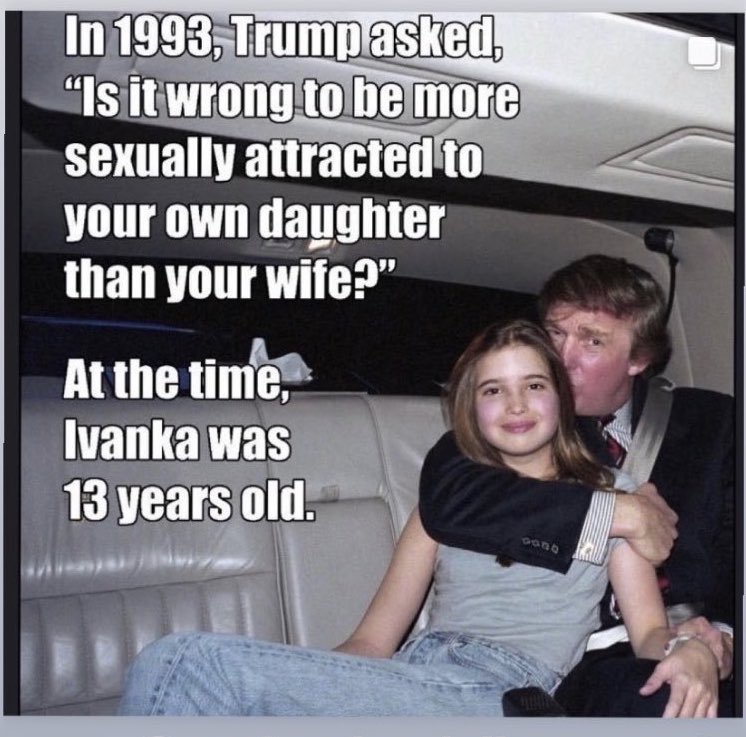 In 1993, Trump asked,
“Is it wrong to be more
sexually attracted to
your own daughter
than your wife?”
At the time,
Ivanka was
13 years old.